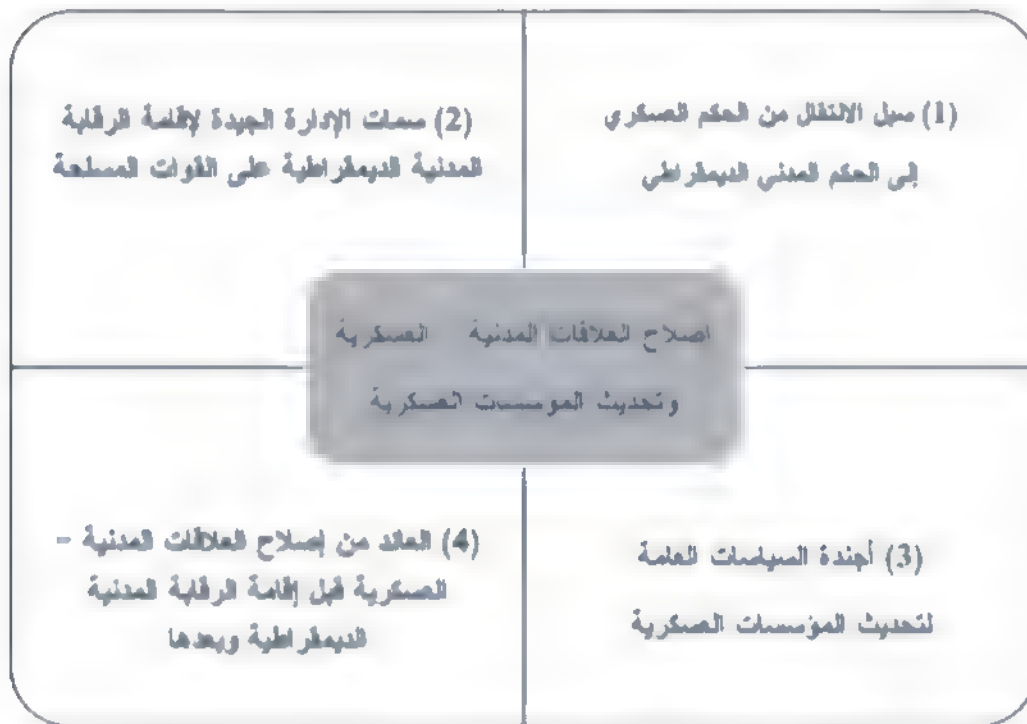 (1) سبل الانتقال من الحكم العسكري
إلى الحكم المدني الديمقراطي
(2) سمات الإدارة الجيدة لإقامة الرقابة
المدنية الديمقراطية على القوات المسلحة
اصلاح العلاقات المدنية العسكرية
وتحديث المؤسسات العسكرية
(3) أجندة السياسات العامة
لتحديث المؤسسات العسكرية
(4) العائد من إصلاح العلاقات المدنية -
العسكرية قبل إقامة الرقابة المدنية
الديمقراطية وبعدها